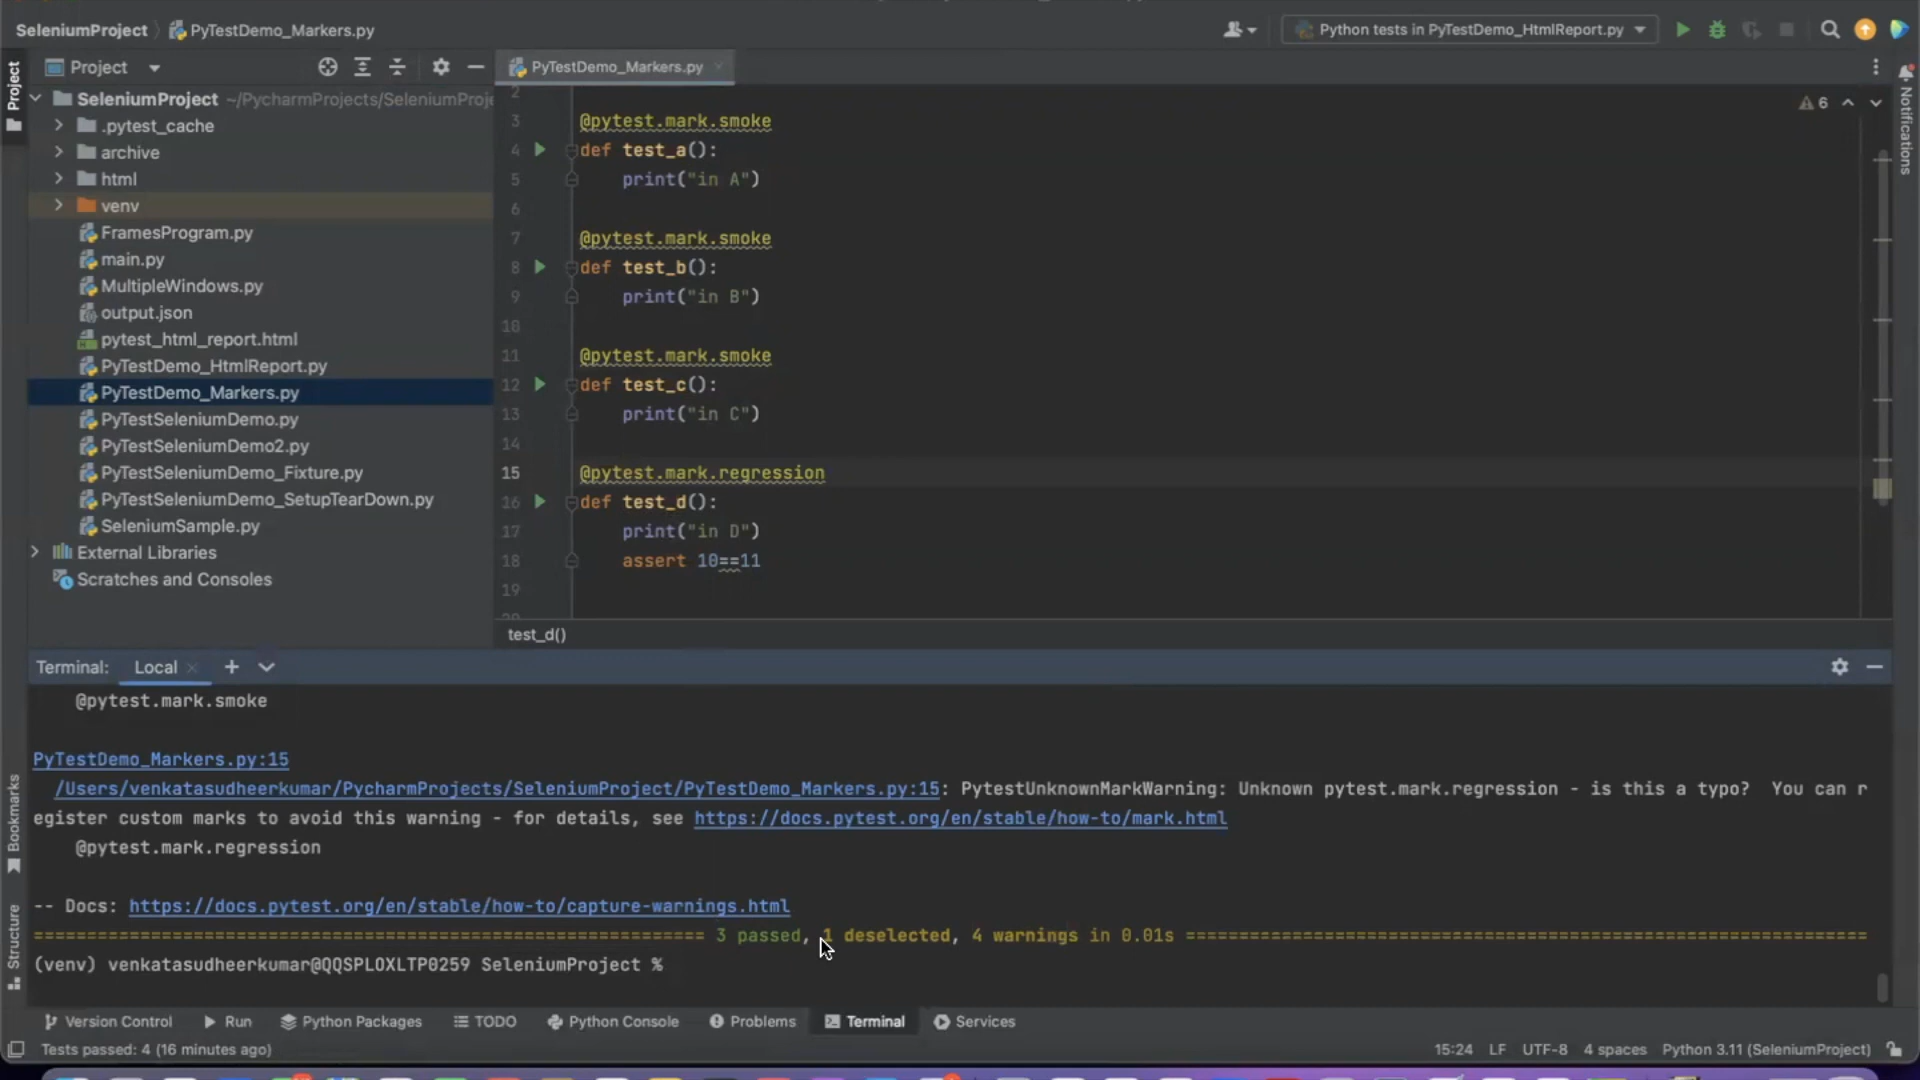 SeleniumProject
PyTestDemo_Markers.py
Python tests in PyTestDemo_HtmlReport.py
Project
Project
PyTestDemo_Markers.py
SeleniumProject ~/PycharmProjects/SeleniumProje
.pytest_cache
archive
html
venv
FramesProgram.py
main.py
MultipleWindows.py
output.json
pytest_html_report.html
PyTestDemo_HtmlReport.py
PyTestDemo_Markers.py
PyTestSeleniumDemo.py
PyTestSeleniumDemo2.py
PyTestSeleniumDemo_Fixture.py
PyTestSeleniumDemo_SetupTearDown.py
SeleniumSample.py
External Libraries
Scratches and Consoles
6
Notifications
2
3 @pytest.mark.smoke
4 def test_a():
5 print("in A")
6
7 @pytest.mark.smoke
8 def test_b():
9 print("in B")
10
11 @pytest.mark.smoke
12 def test_c():
13 print("in C")
14
15 @pytest.mark.regression
16 def test_d():
17 print("in D")
18 assert 10==11
19
test_d()
Terminal: Local
@pytest.mark.smoke
PyTestDemo_Markers.py:15
/Users/venkatasudheerkumar/PycharmProjects/SeleniumProject/PyTestDemo_Markers.py:15: PytestUnknownMarkWarning: Unknown pytest.mark.regression - is this a typo?  You can r
egister custom marks to avoid this warning - for details, see https://docs.pytest.org/en/stable/how-to/mark.html
@pytest.mark.regression
-- Docs: https://docs.pytest.org/en/stable/how-to/capture-warnings.html
3 passed, 1 deselected, 4 warnings in 0.01s
(venv) venkatasudheerkumar@QQSPLOXLTP0259 SeleniumProject %
Bookmarks
Structure
Version Control
Run
Python Packages
TODO
Python Console
Problems
Terminal
Services
Tests passed: 4 (16 minutes ago)
15:24 LF UTF-8 4 spaces Python 3.11 (SeleniumProject)